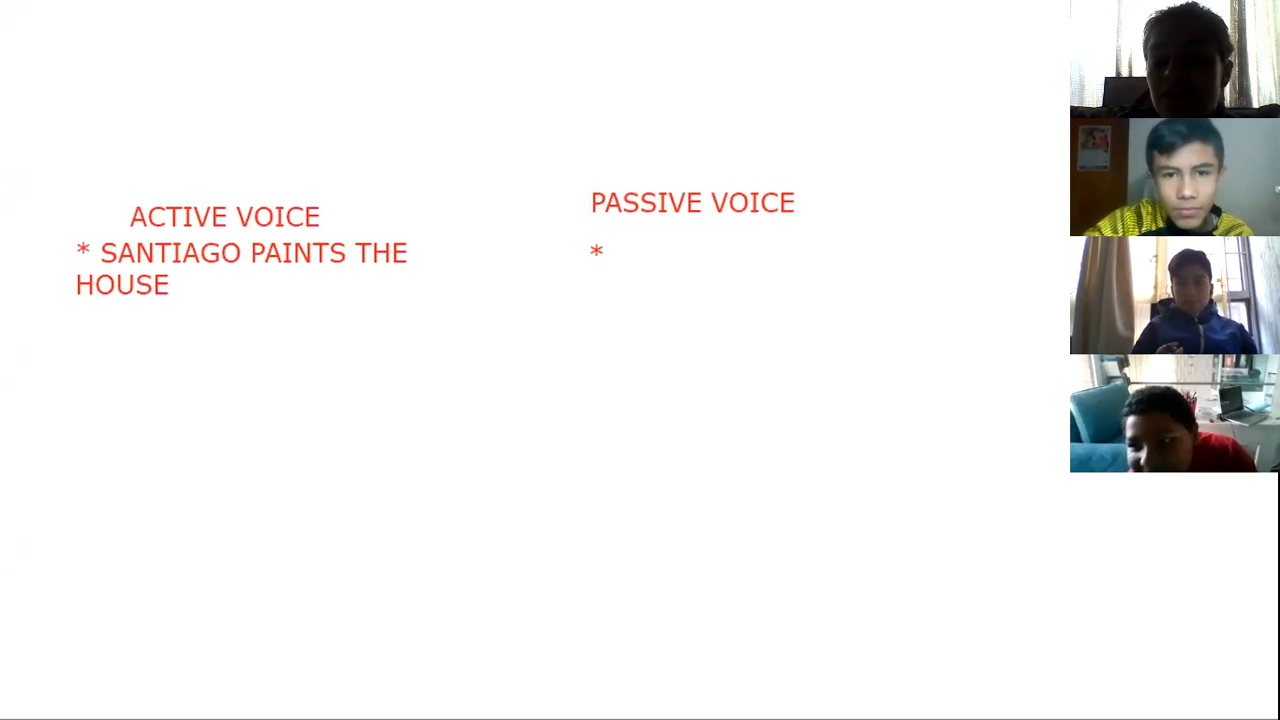 ACTIVE VOICE
* SANTIAGO PAINTS THE
HOUSE
PASSIVE VOICE
*